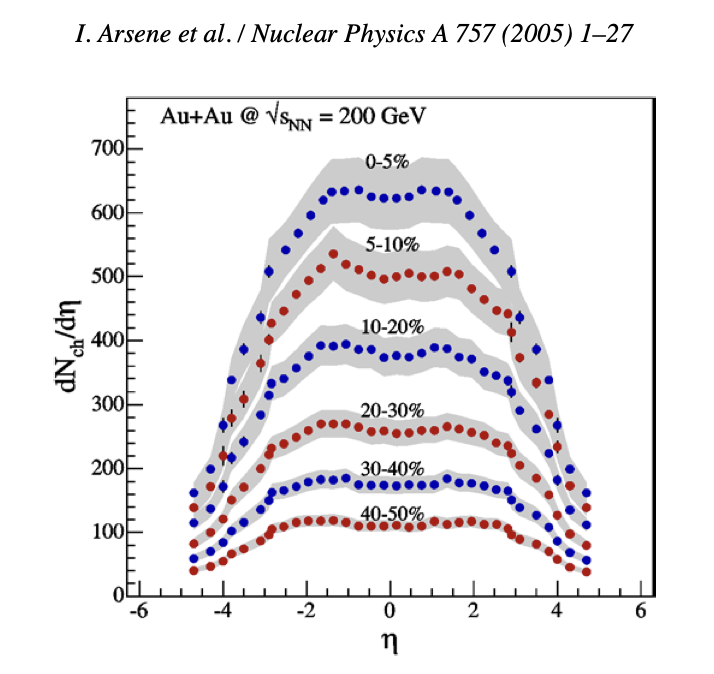 I. Arsene et al. / Nuclear Physics A 757 (2005) 1–27
Au+Au @ √sNN = 200 GeV
700
0-5%
600
5-10%
500
10-20%
400
300
20-30%
200
30-40%
100
40-50%
0
dNch/dη
-6 -4 -2 0 2 4 6
η